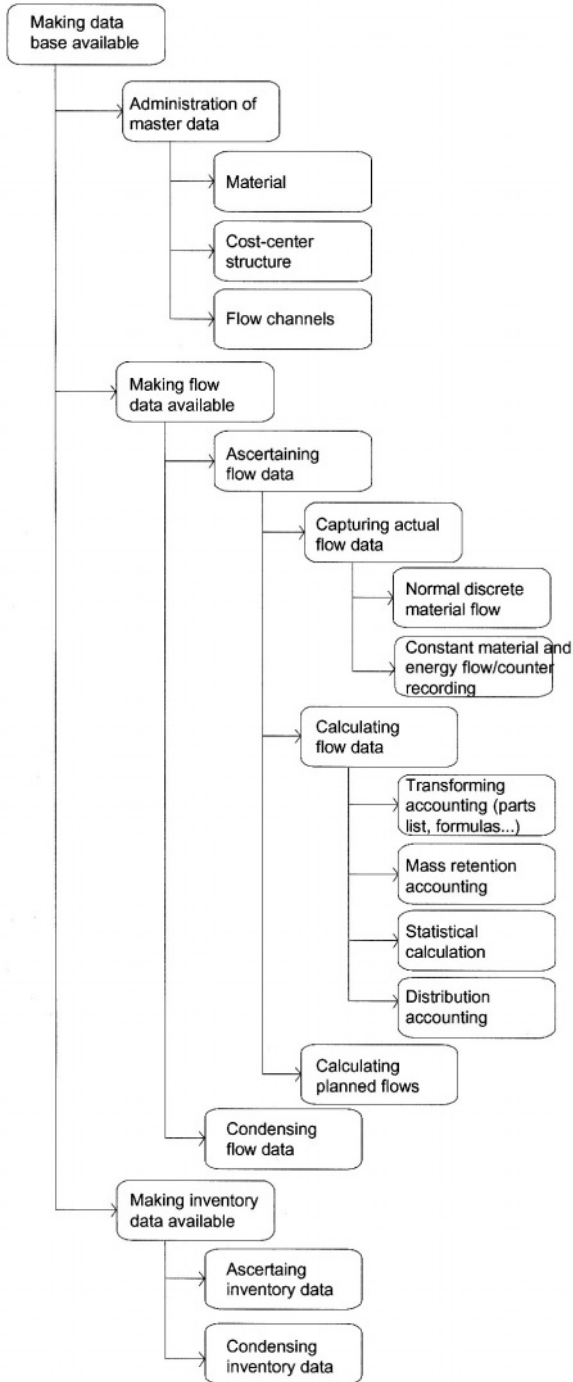 Making data
base available
Administration of
master data
Material
Cost-center
structure
Flow channels
Making flow
data available
Ascertaining
flow data
Capturing actual
flow data
Normal discrete
material flow
Constant material and
energy flow/counter
recording
Calculating
flow data
Transforming
accounting (parts
list, formulas...)
Mass retention
accounting
Statistical
calculation
Distribution
accounting
Calculating
planned flows
Condensing
flow data
Making inventory
data available
Ascertaing
inventory data
Condensing
inventory data